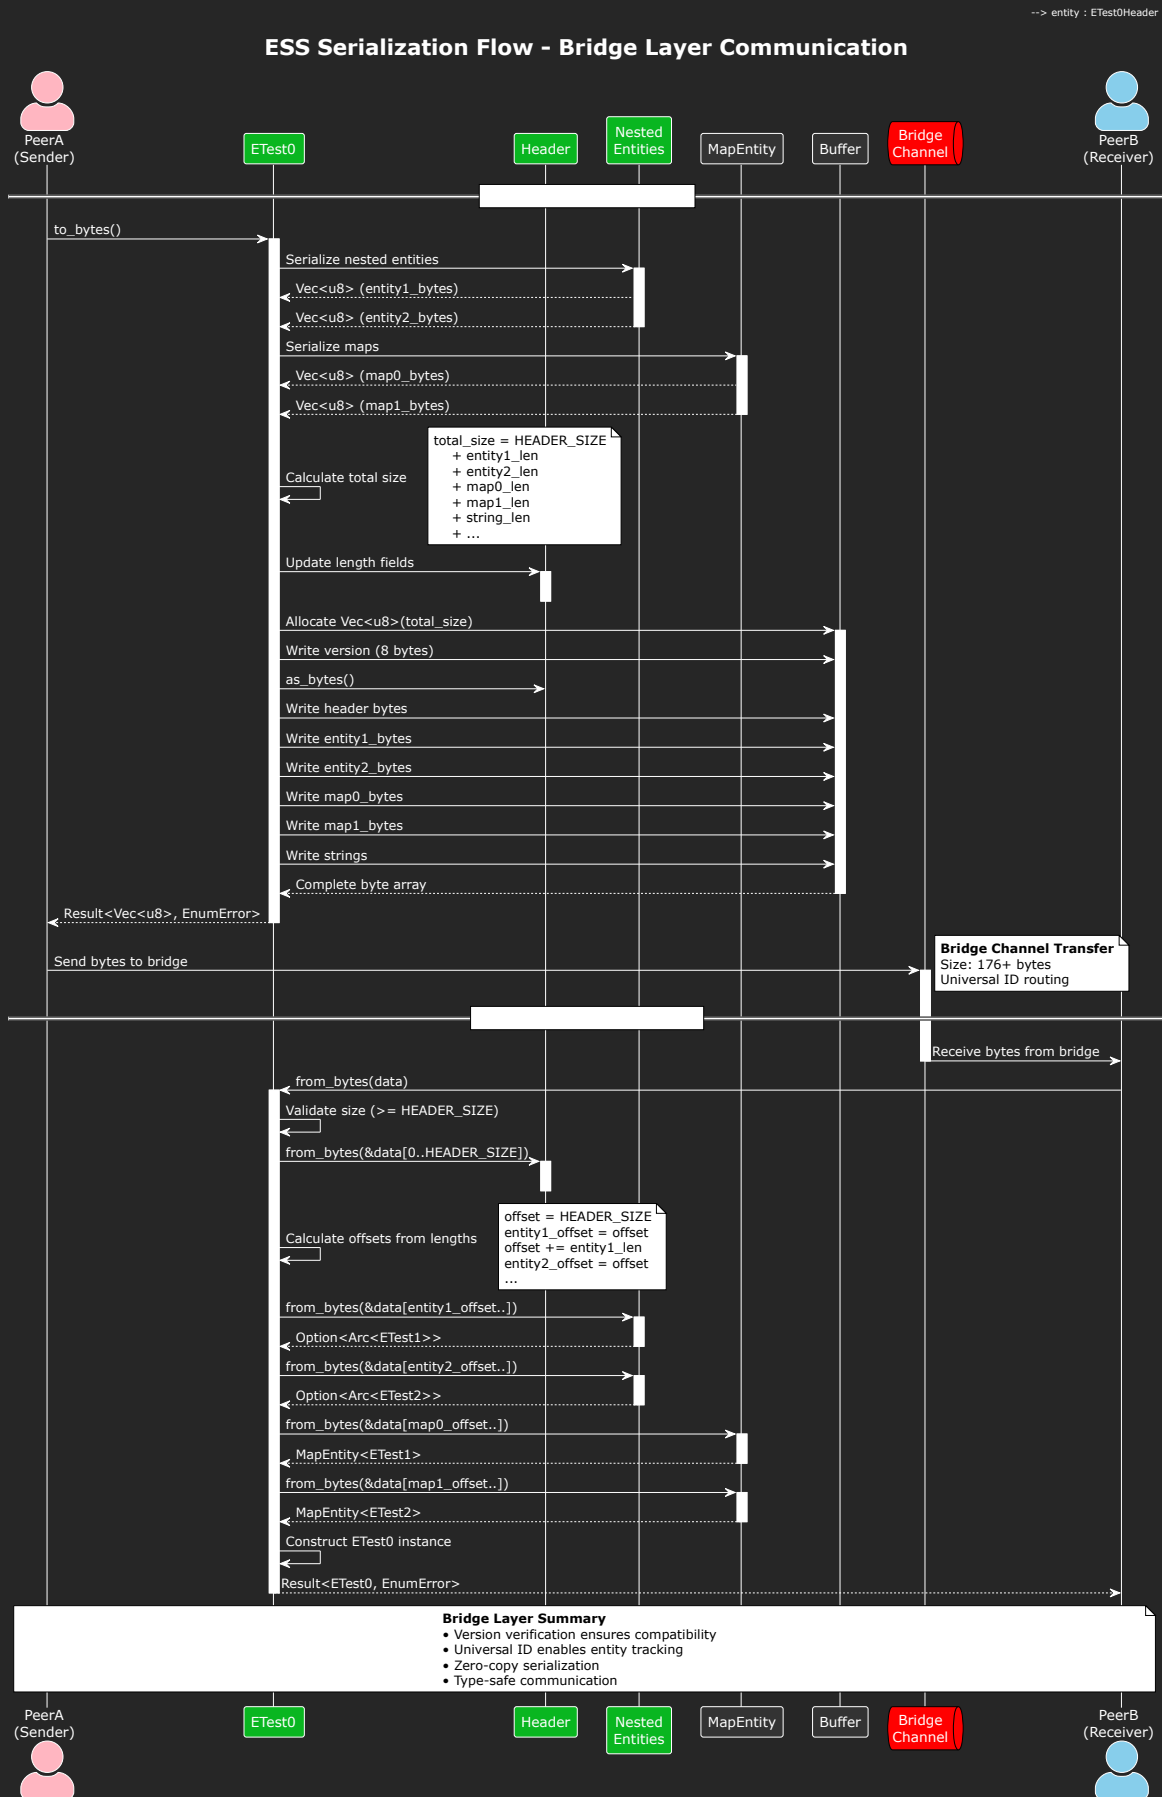 --> entity : ETest0Header
ESS Serialization Flow - Bridge Layer Communication
PeerA
(Sender)
ETest0
Header
Nested
Entities
MapEntity
Buffer
Bridge
Channel
PeerB
(Receiver)
to_bytes()
Serialize nested entities
Vec<u8> (entity1_bytes)
Vec<u8> (entity2_bytes)
Serialize maps
Vec<u8> (map0_bytes)
Vec<u8> (map1_bytes)
Calculate total size
total_size = HEADER_SIZE
+ entity1_len
+ entity2_len
+ map0_len
+ map1_len
+ string_len
+ ...
Update length fields
Allocate Vec<u8>(total_size)
Write version (8 bytes)
as_bytes()
Write header bytes
Write entity1_bytes
Write entity2_bytes
Write map0_bytes
Write map1_bytes
Write strings
Complete byte array
Result<Vec<u8>, EnumError>
Send bytes to bridge
Bridge Channel Transfer
Size: 176+ bytes
Universal ID routing
Receive bytes from bridge
from_bytes(data)
Validate size (>= HEADER_SIZE)
from_bytes(&data[0..HEADER_SIZE])
Calculate offsets from lengths
offset = HEADER_SIZE
entity1_offset = offset
offset += entity1_len
entity2_offset = offset
...
from_bytes(&data[entity1_offset..])
Option<Arc<ETest1>>
from_bytes(&data[entity2_offset..])
Option<Arc<ETest2>>
from_bytes(&data[map0_offset..])
MapEntity<ETest1>
from_bytes(&data[map1_offset..])
MapEntity<ETest2>
Construct ETest0 instance
Result<ETest0, EnumError>
Bridge Layer Summary
• Version verification ensures compatibility
• Universal ID enables entity tracking
• Zero-copy serialization
• Type-safe communication
PeerA
(Sender)
ETest0
Header
Nested
Entities
MapEntity
Buffer
Bridge
Channel
PeerB
(Receiver)